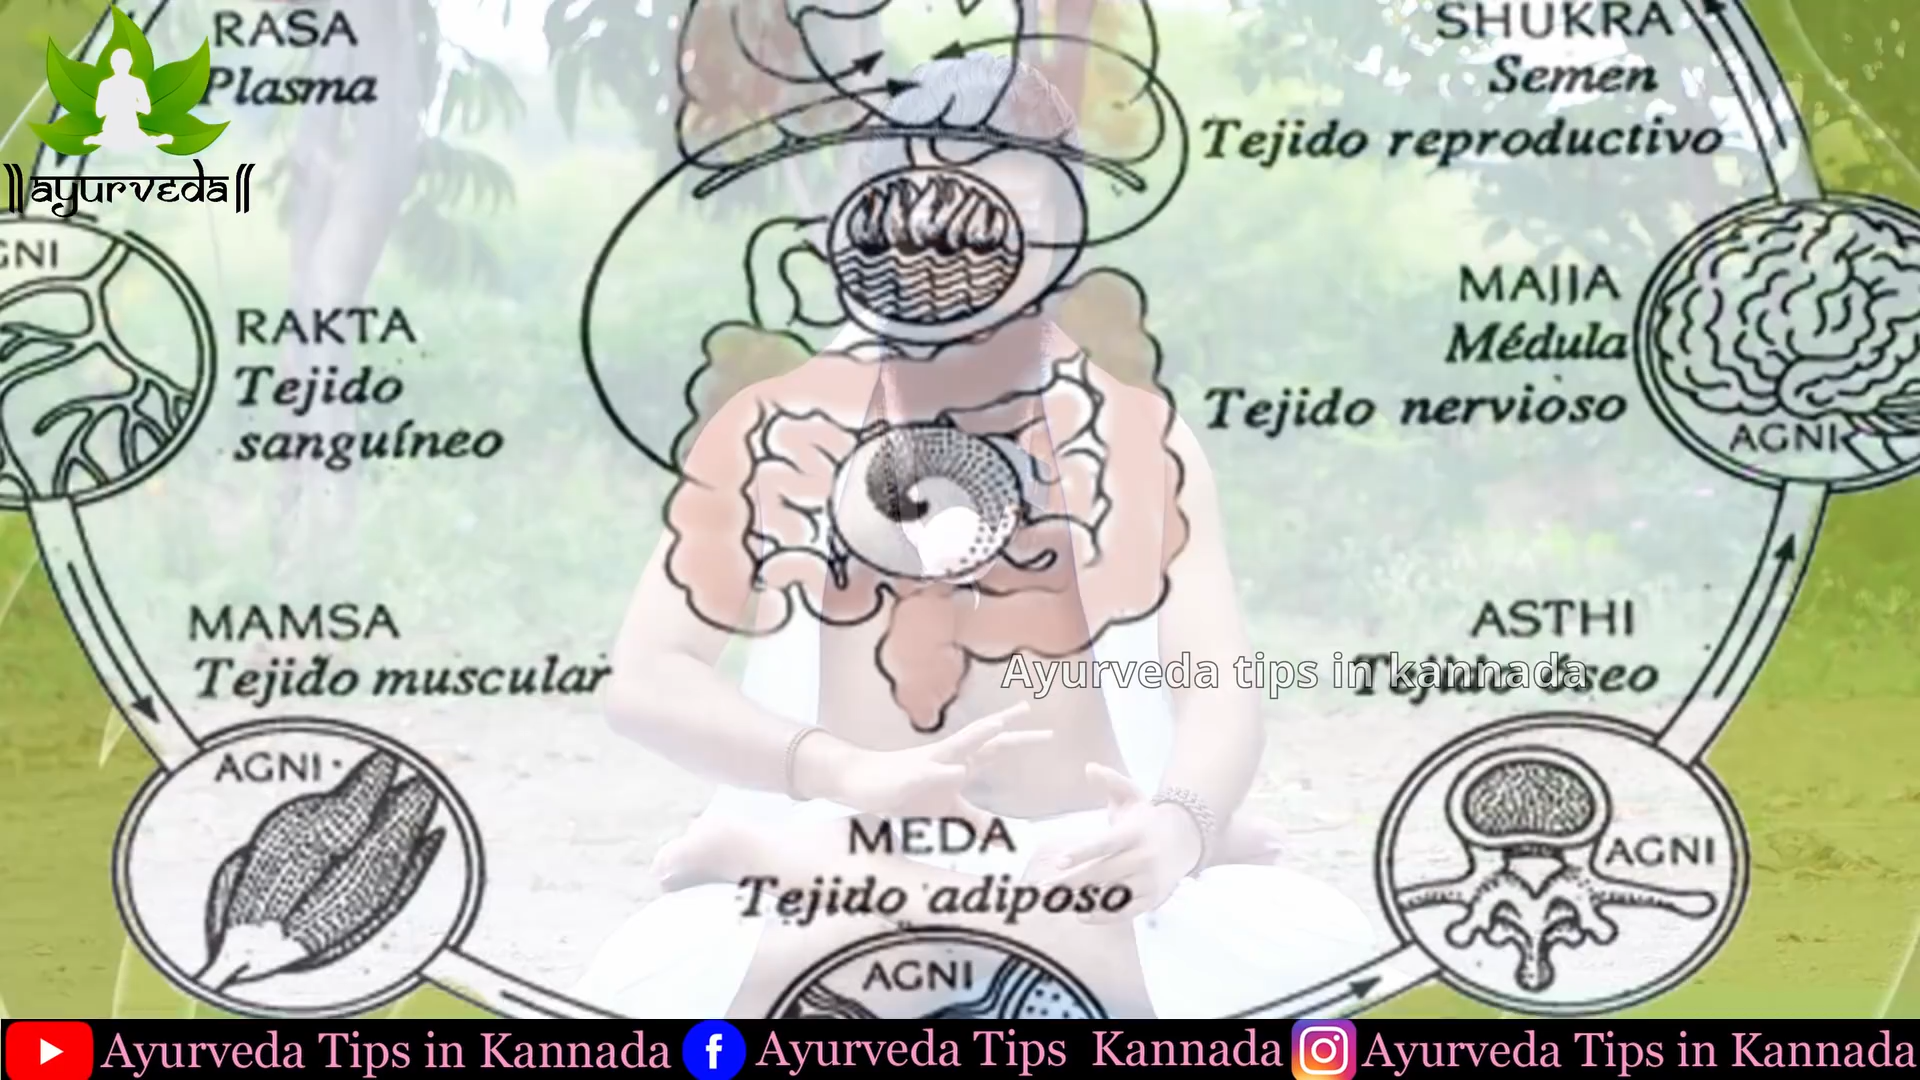 RASA
Plasma
||ayurveda||
SHUKRA
Semen
Tejido reproductivo
GNI
RAKTA
Tejido
sanguíneo
MAJJA
Médula
Tejido nervioso
AGNI
MAMSA
Tejido muscular
ASTHI
Tejido óseo
Ayurveda tips in kannada
AGNI
MEDA
Tejido adiposo
AGNI
AGNI
Ayurveda Tips in Kannada
Ayurveda Tips Kannada
Ayurveda Tips in Kannada